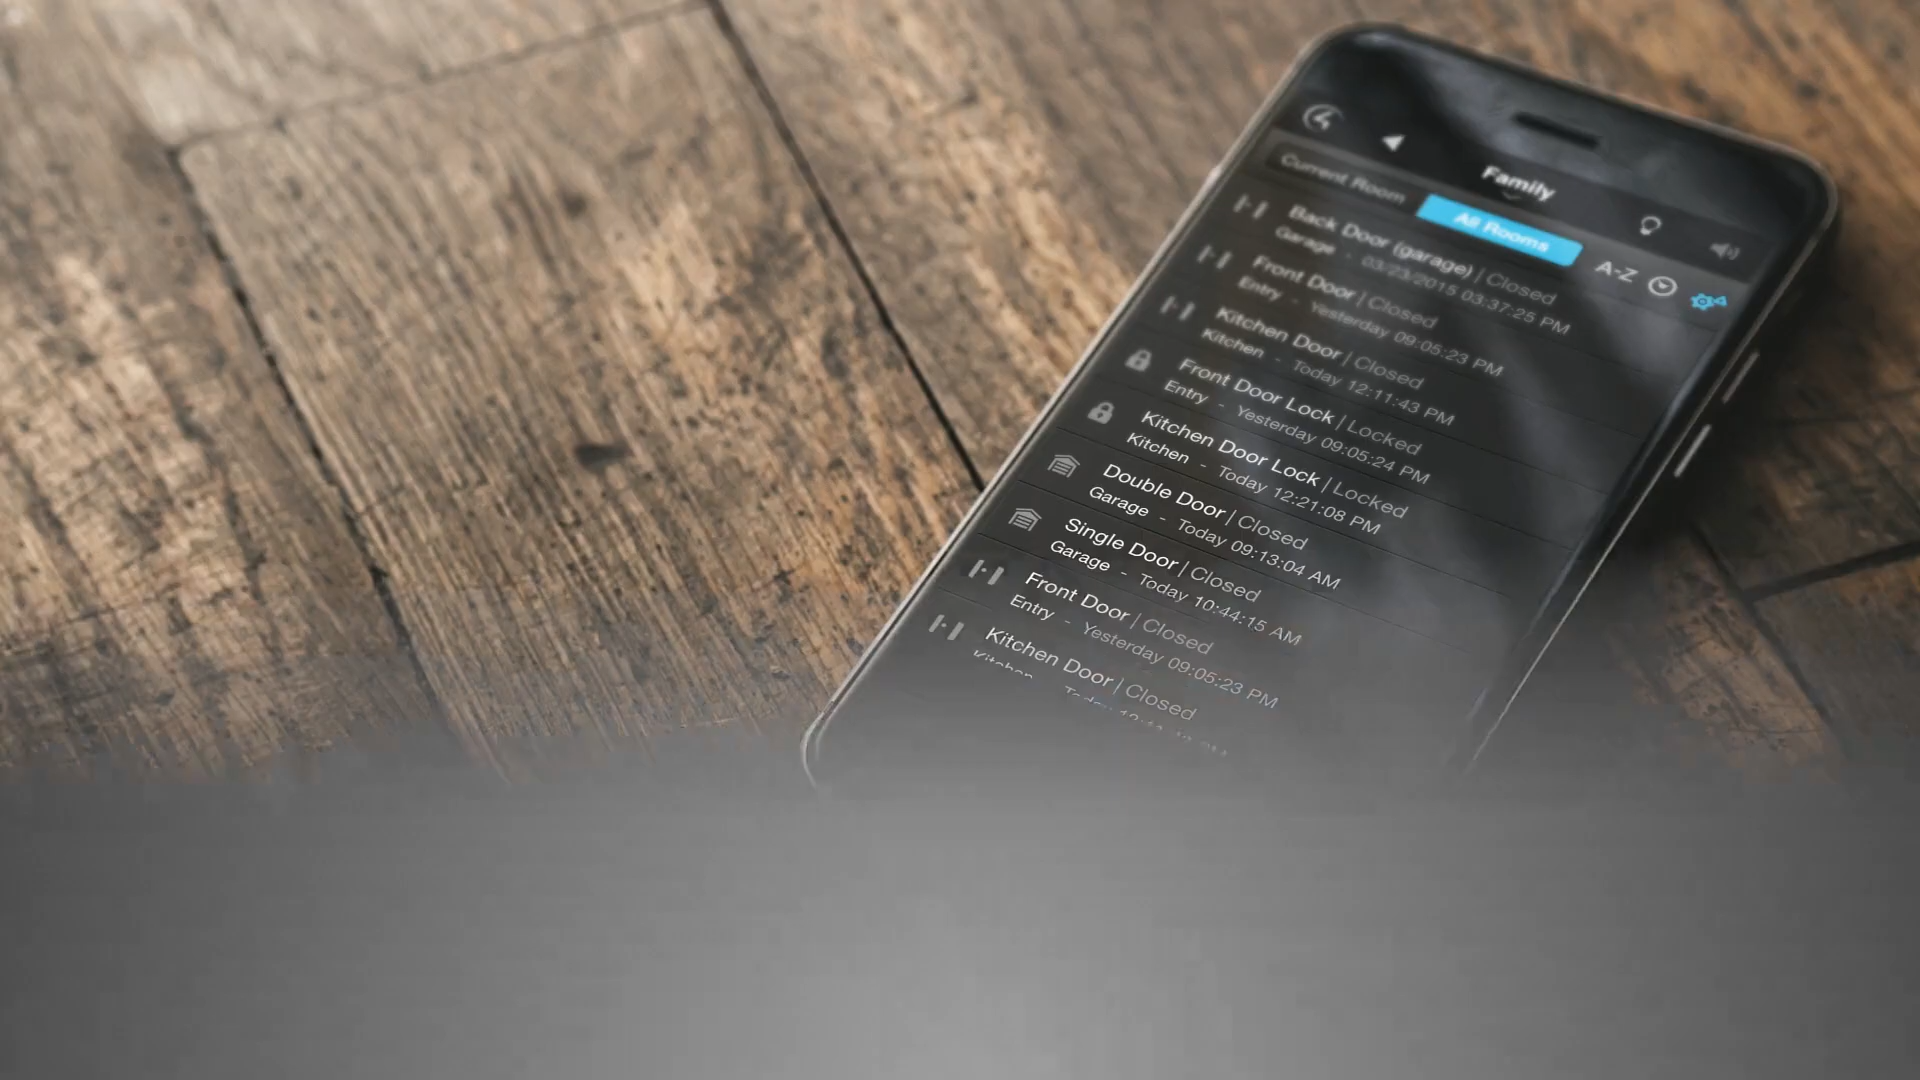 Family
Current Room
All Rooms
A-Z
Back Door (garage) | Closed
Garage - 03/23/2015 03:37:25 PM
Front Door | Closed
Entry - Yesterday 09:05:23 PM
Kitchen Door | Closed
Kitchen - Today 12:11:43 PM
Front Door Lock | Locked
Entry - Yesterday 09:05:24 PM
Kitchen Door Lock | Locked
Kitchen - Today 12:21:08 PM
Double Door | Closed
Garage - Today 09:13:04 AM
Single Door | Closed
Garage - Today 10:44:15 AM
Front Door | Closed
Entry - Yesterday 09:05:23 PM
Kitchen Door | Closed
Kitchen